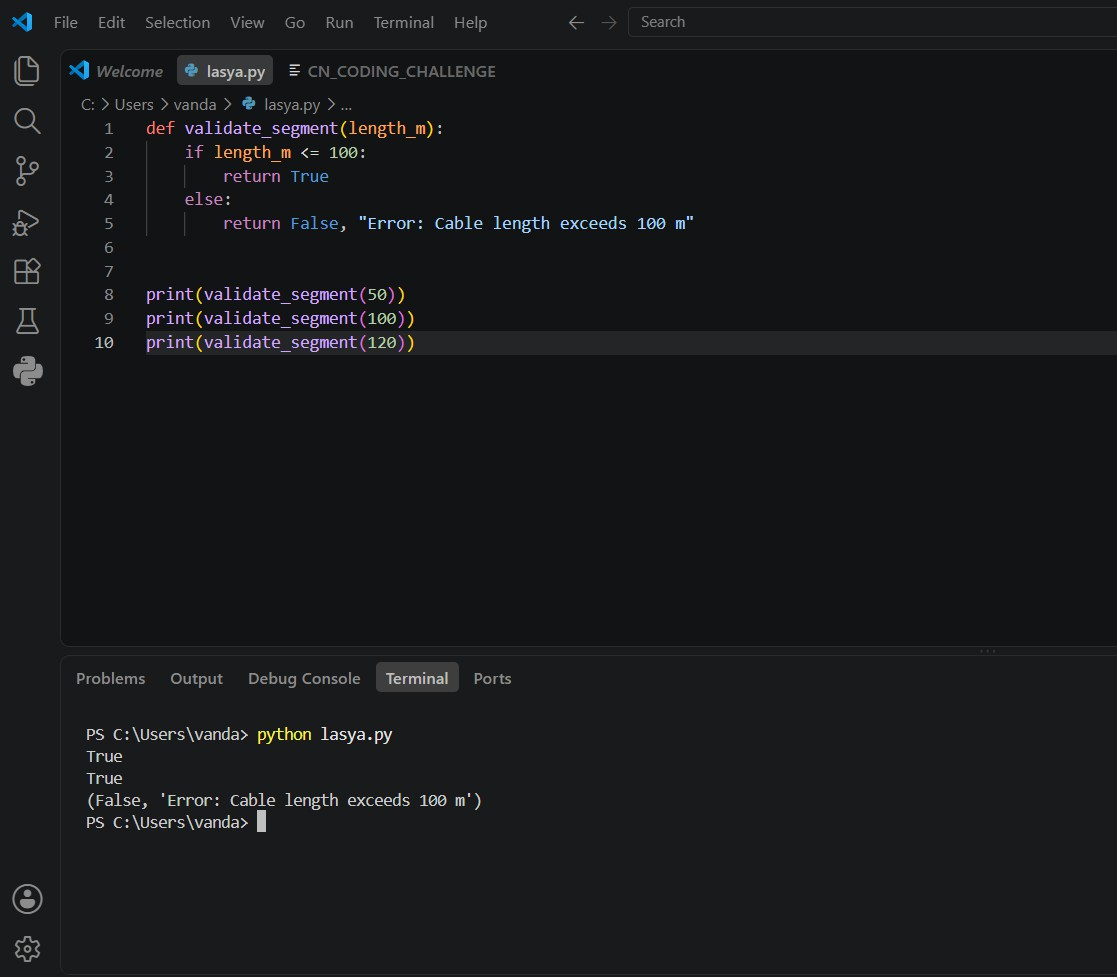 File Edit Selection View Go Run Terminal Help Search
Welcome lasya.py CN_CODING_CHALLENGE
C: > Users > vanda > lasya.py > ...
1 def validate_segment(length_m):
2     if length_m <= 100:
3         return True
4     else:
5         return False, "Error: Cable length exceeds 100 m"
6
7
8 print(validate_segment(50))
9 print(validate_segment(100))
10 print(validate_segment(120))
Problems Output Debug Console Terminal Ports
PS C:\Users\vanda> python lasya.py
True
True
(False, 'Error: Cable length exceeds 100 m')
PS C:\Users\vanda>